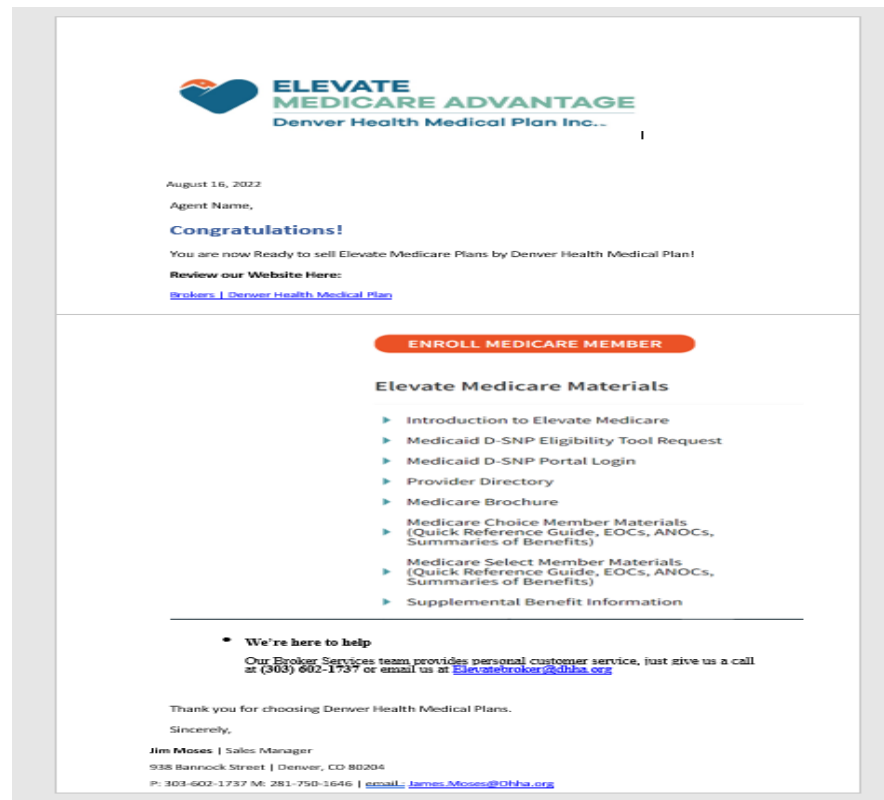 ELEVATE
MEDICARE ADVANTAGE
Denver Health Medical Plan Inc..
August 16, 2022
Agent Name,
Congratulations!
You are now Ready to sell Elevate Medicare Plans by Denver Health Medical Plan!
Review our Website Here:
Brokers | Denver Health Medical Plan
ENROLL MEDICARE MEMBER
Elevate Medicare Materials
Introduction to Elevate Medicare
Medicaid D-SNP Eligibility Tool Request
Medicaid D-SNP Portal Login
Provider Directory
Medicare Brochure
Medicare Choice Member Materials
(Quick Reference Guide, EOCs, ANOCs,
Summaries of Benefits)
Medicare Select Member Materials
(Quick Reference Guide, EOCs, ANOCs,
Summaries of Benefits)
Supplemental Benefit Information
• We're here to help
Our Broker Services team provides personal customer service, just give us a call
at (303) 602-1737 or email us at Elevatebroker@dhha.org
Thank you for choosing Denver Health Medical Plans.
Sincerely,
Jim Moses | Sales Manager
938 Bannock Street | Denver, CO 80204
P: 303-602-1737 M: 281-750-1646 | email.: James.Moses@Dhha.org